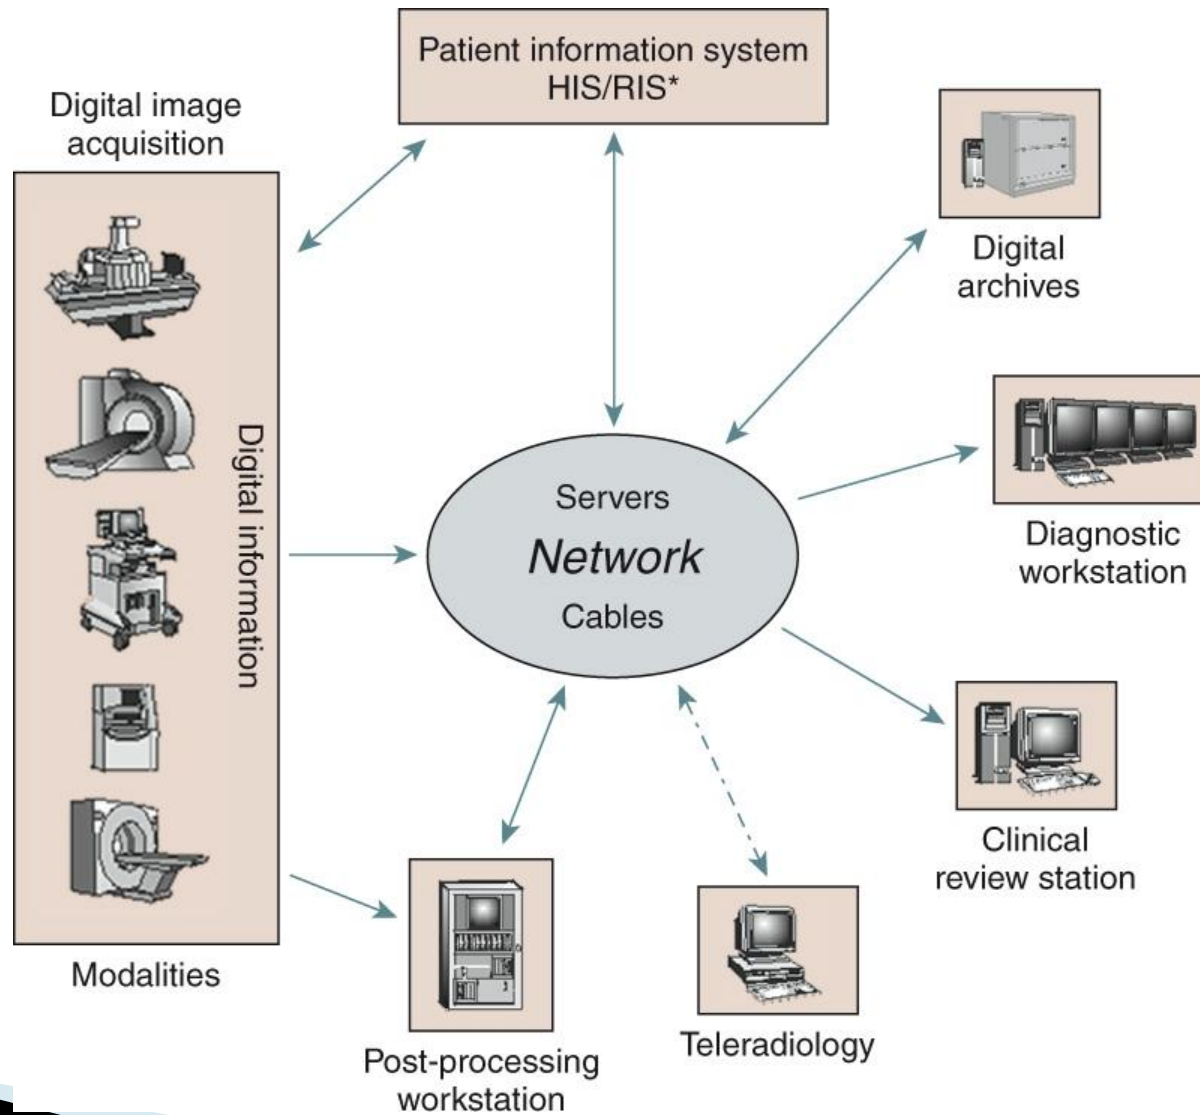 Patient information system
HIS/RIS*
Digital image
acquisition
Digital information
Modalities
Servers
Network
Cables
Digital
archives
Diagnostic
workstation
Clinical
review station
Teleradiology
Post-processing
workstation